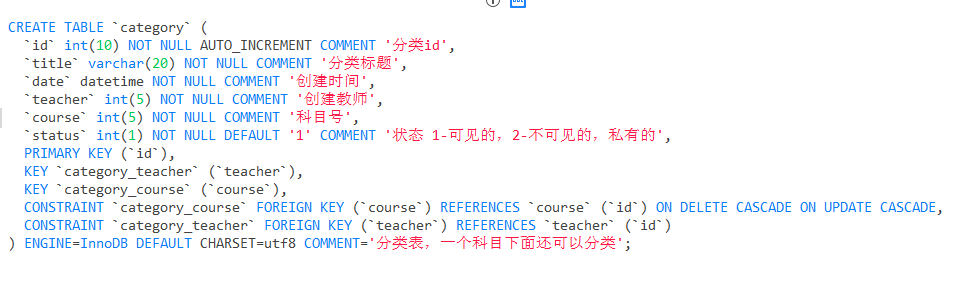 CREATE TABLE `category` (
  `id` int(10) NOT NULL AUTO_INCREMENT COMMENT '分类id',
  `title` varchar(20) NOT NULL COMMENT '分类标题',
  `date` datetime NOT NULL COMMENT '创建时间',
  `teacher` int(5) NOT NULL COMMENT '创建教师',
  `course` int(5) NOT NULL COMMENT '科目号',
  `status` int(1) NOT NULL DEFAULT '1' COMMENT '状态 1-可见的，2-不可见的，私有的',
  PRIMARY KEY (`id`),
  KEY `category_teacher` (`teacher`),
  KEY `category_course` (`course`),
  CONSTRAINT `category_course` FOREIGN KEY (`course`) REFERENCES `course` (`id`) ON DELETE CASCADE ON UPDATE CASCADE,
  CONSTRAINT `category_teacher` FOREIGN KEY (`teacher`) REFERENCES `teacher` (`id`)
) ENGINE=InnoDB DEFAULT CHARSET=utf8 COMMENT='分类表，一个科目下面还可以分类';